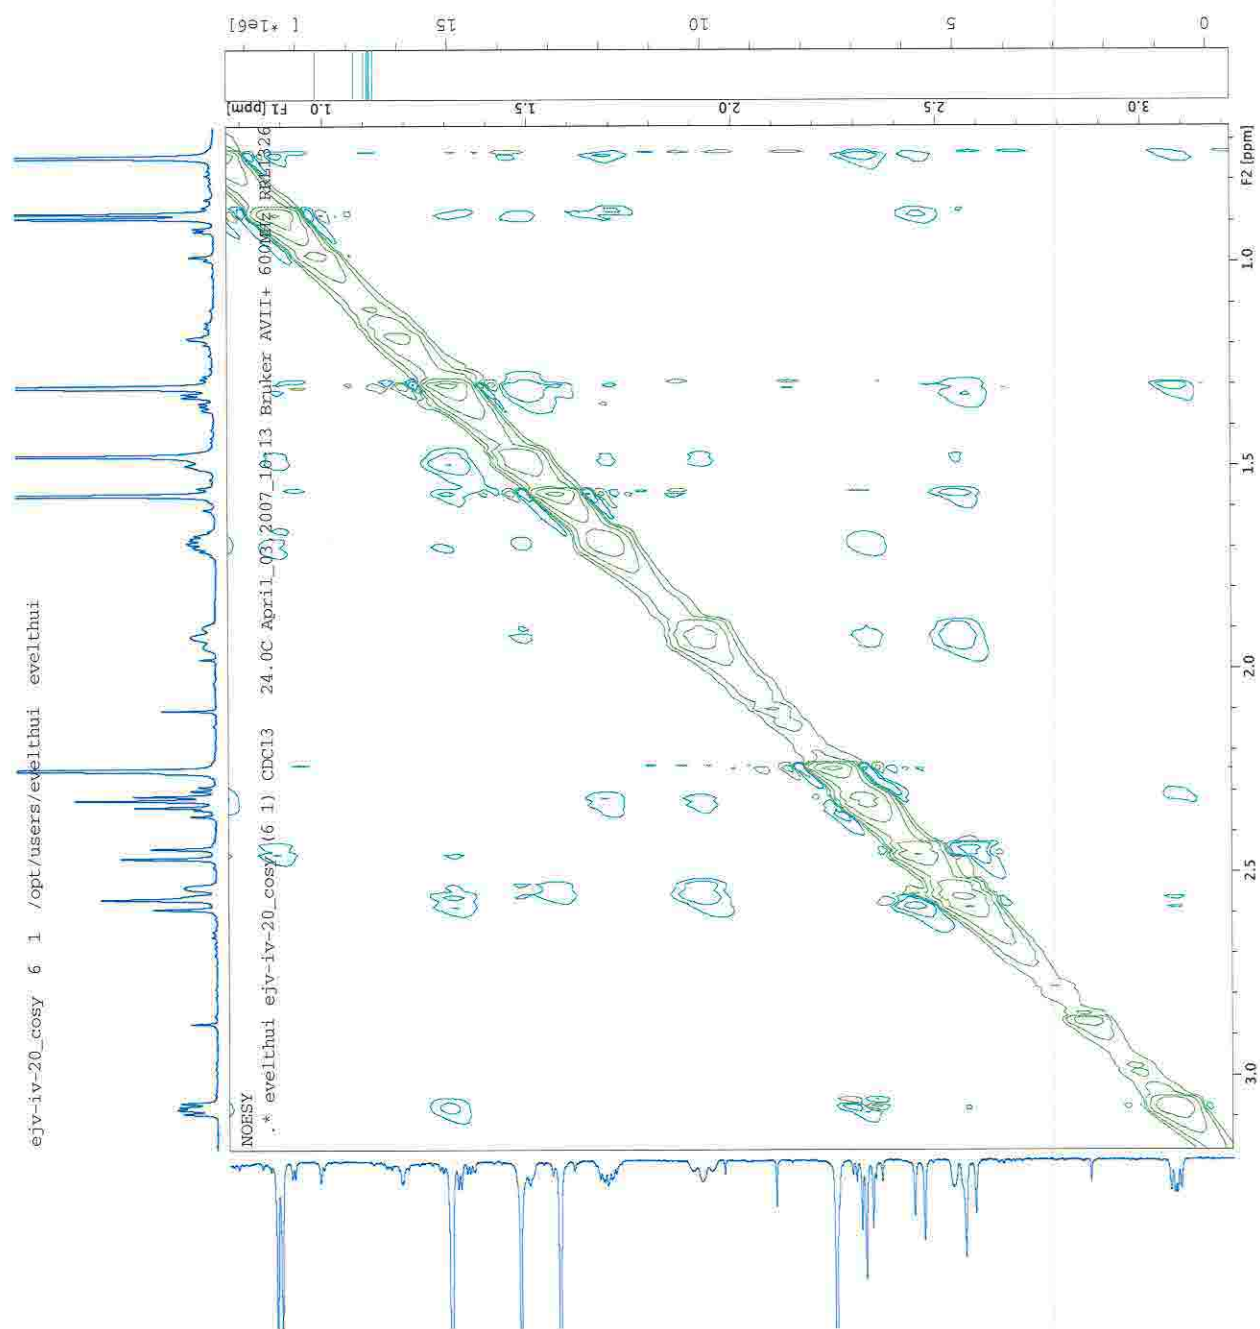 ejv-iv-20_cosy 6 1 /opt/users/evelthui evelthui
NOESY
.* evelthui ejv-iv-20_cosy (6 1) CDCl3 24.0C April_03_2007_10:13 Bruker AVII+ 600MHz
[ *1e6]
15
10
5
0
F1 [ppm]
1.0
1.5
2.0
2.5
3.0
F2 [ppm]
1.0
1.5
2.0
2.5
3.0